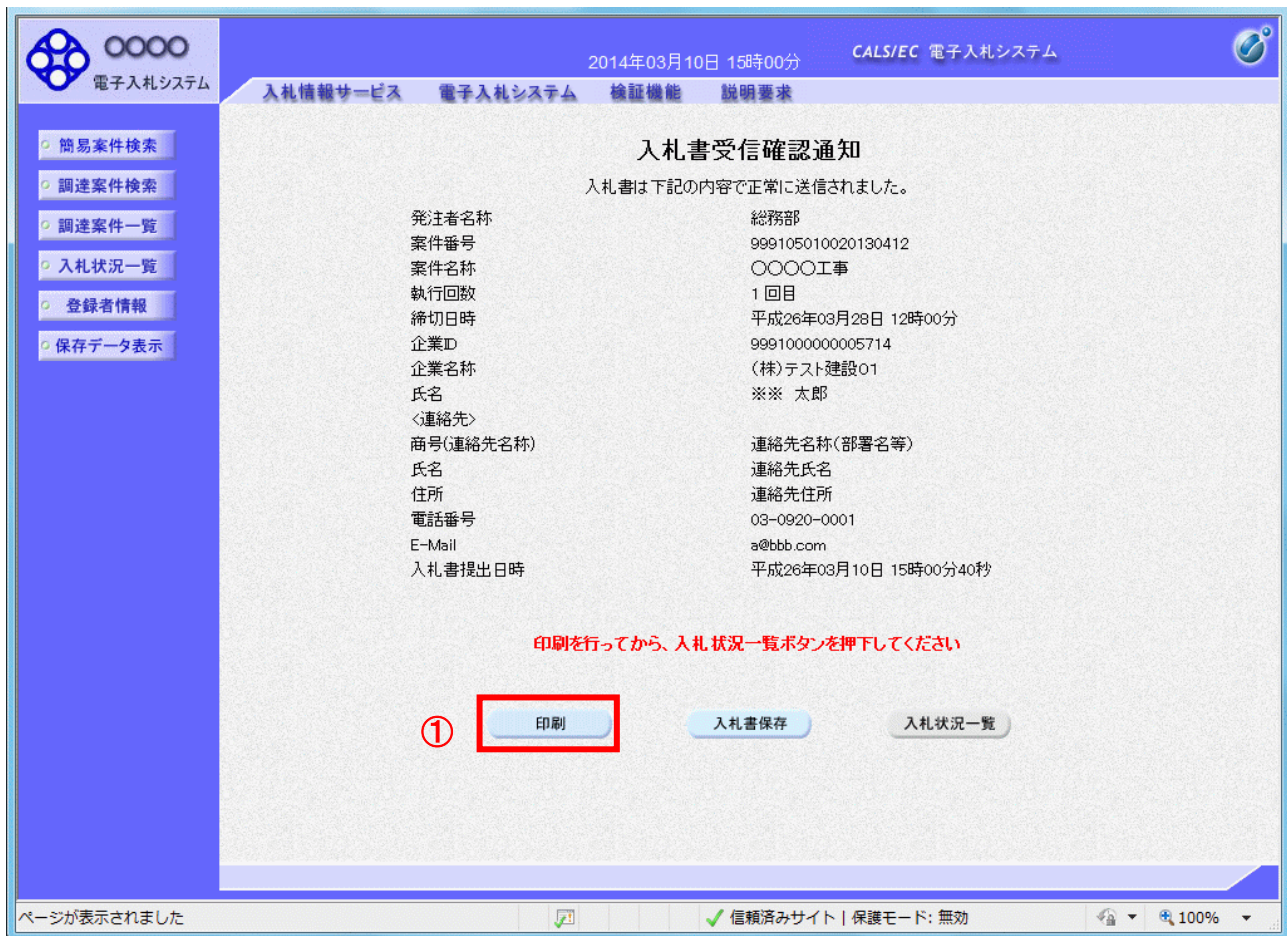 ○○○○
電子入札システム
2014年03月10日 15時00分
CALS/EC 電子入札システム
入札情報サービス 電子入札システム 検証機能 説明要求
簡易案件検索
調達案件検索
調達案件一覧
入札状況一覧
登録者情報
保存データ表示
入札書受信確認通知
入札書は下記の内容で正常に送信されました。
発注者名称 総務部
案件番号 999105010020130412
案件名称 ○○○○工事
執行回数 1回目
締切日時 平成26年03月28日 12時00分
企業ID 9991000000005714
企業名称 (株)テスト建設01
氏名 ※※ 太郎
<連絡先>
商号(連絡先名称) 連絡先名称(部署名等)
氏名 連絡先氏名
住所 連絡先住所
電話番号 03-0920-0001
E-Mail a@bbb.com
入札書提出日時 平成26年03月10日 15時00分40秒
印刷を行ってから、入札状況一覧ボタンを押下してください
① 印刷 入札書保存 入札状況一覧
ページが表示されました 信頼済みサイト | 保護モード: 無効 100%